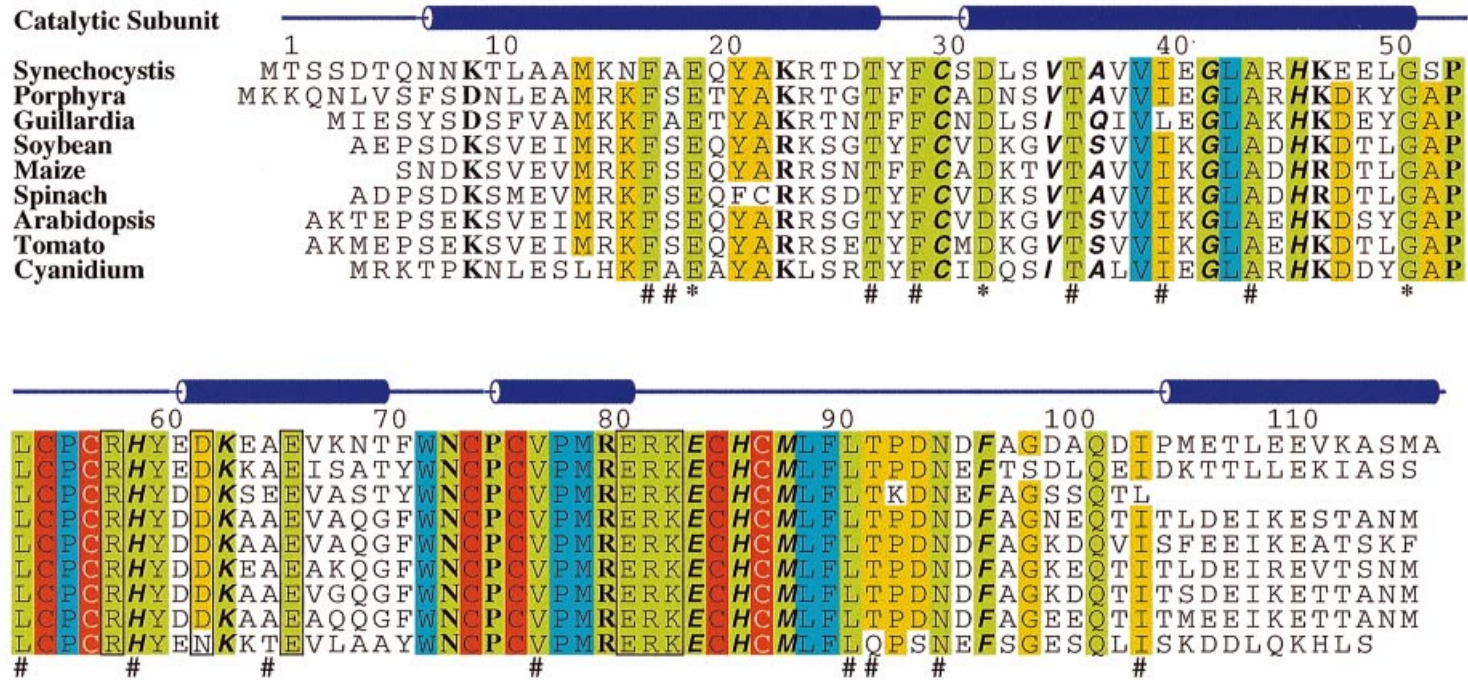 Catalytic Subunit
1 10 20 30 40 50
Synechocystis MTSSDTQNNKTLAAMKNFAEQYAKRTDTYFCSDLSVTAVVIEGLARHKEELGSP
Porphyra MKKQNLVSFSDNLEAMRKFSETYAKRTGTFFCADNSVTAVVIEGLARHKDKYGAP
Guillardia MIESYSDSFVAMKKFAETYAKRTNTFFCNDLSITQIVLEGLAKHKDEYGAP
Soybean AEPSDKSVEIMRKFSEQYARKSGTYFCVDKGVTSVVIKGLADHKDTLGAP
Maize SNDKSVEVMRKFSEQYARRSNTFFCADKTVTAVVIKGLADHRDTLGAP
Spinach ADPSDKSMEVMRKFSEQFCRKSDTYFCVDKSVTAVVIKGLADHRDTLGAP
Arabidopsis AKTEPSEKSVEIMRKFSEQYARRSGTYFCVDKGVTSVVIKGLAEHKDSYGAP
Tomato AKMEPSEKSVEIMRKFSEQYARRSETYFCMDKGVTSVVIKGLAEHKDTLGAP
Cyanidium MRKTPKNLESLHKFAEAYAKLSRTYFCIDQSITALVIEGLARHKDDYGAP
# # * # # * # # # *
60 70 80 90 100 110
LCPCRHYEDKEAEVKNTFWNCPCVPMRERKECHCMLFLTPDNDFAGDAQDIPMETLEEVKASMA
LCPCRHYEDKKAEISATYWNCPCVPMRERKECHCMLFLTPDNEFTSDLQEIDKTTLLEKIASS
LCPCRHYDDKSEEVASTYWNCPCVPMRERKECHCMLFLTKDNEFAGSSQTL
LCPCRHYDDKAAEVAQGFWNCPCVPMRERKECHCMLFLTPDNDFAGNEQTITLDEIKESTANM
LCPCRHYDDKAAEVAQGFWNCPCVPMRERKECHCMLFLTPDNDFAGKDQVISFEEIKEATSKF
LCPCRHYDDKEAEAKQGFWNCPCVPMRERKECHCMLFLTPDNDFAGKEQTITLDEIREVTSNM
LCPCRHYDDKAAEVGQGFWNCPCVPMRERKECHCMLFLTPDNDFAGKDQTITSDEIKETTANM
LCPCRHYDDKAAEAQQGFWNCPCVPMRERKECHCMLFLTPDNDFAGEEQTITMEEIKETTANM
LCPCRHYENKKTEVLAAYWNCPCVPMRERKECHCMLFLQPSNEFSGESQLISKDDLQKHLS
# # # # # # # #